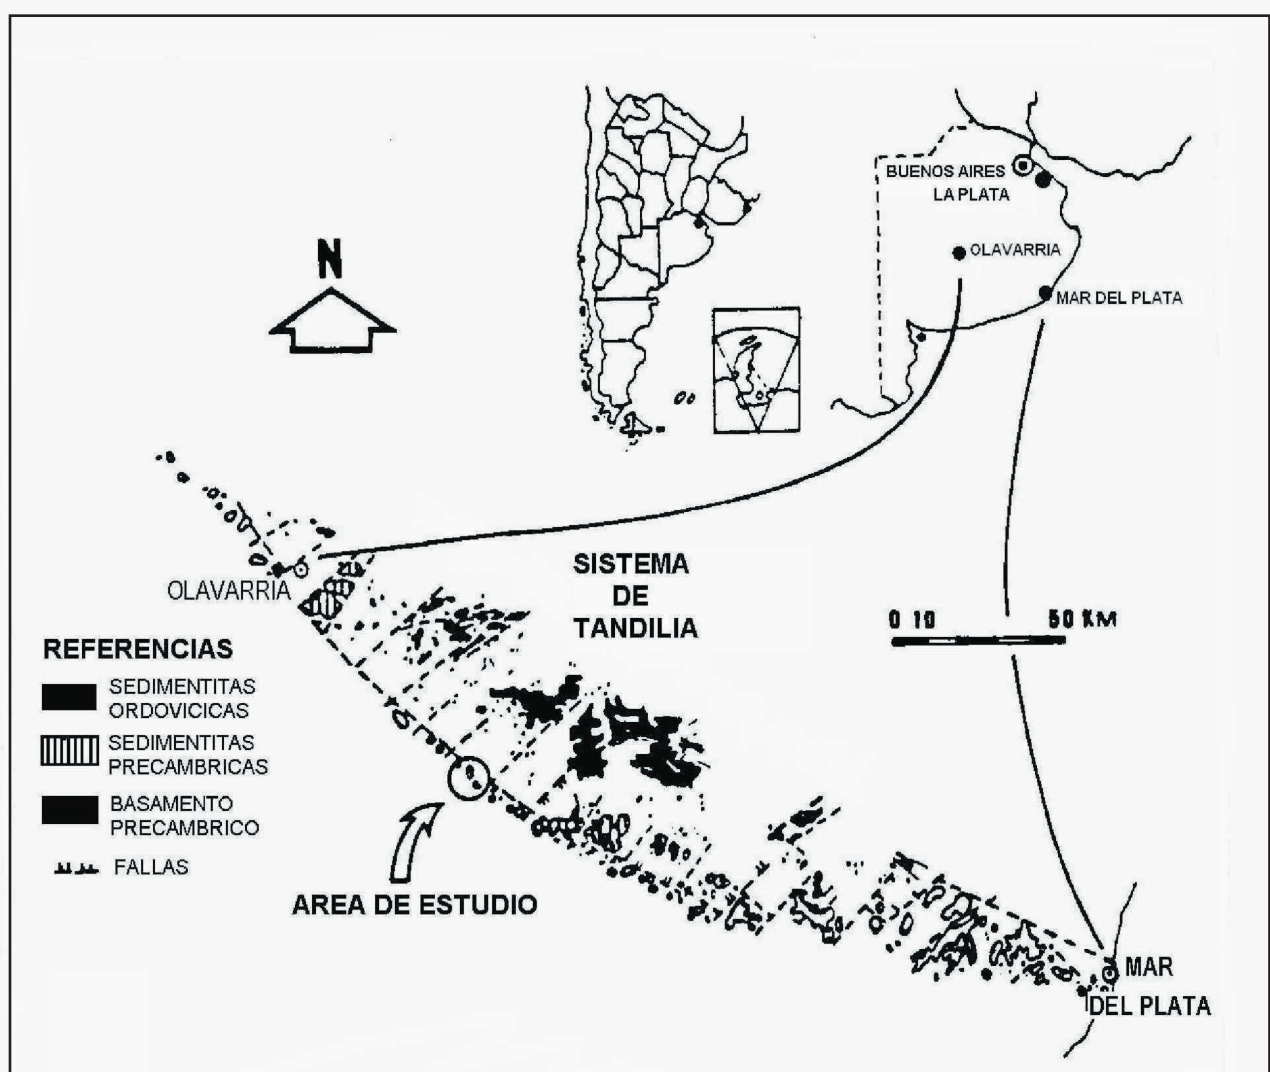 N
BUENOS AIRES
LA PLATA
OLAVARRIA
MAR DEL PLATA
SISTEMA
DE
TANDILIA
0 10 50 KM
OLAVARRIA
REFERENCIAS
SEDIMENTITAS
ORDOVICICAS
SEDIMENTITAS
PRECAMBRICAS
BASAMENTO
PRECAMBRICO
FALLAS
AREA DE ESTUDIO
MAR
DEL PLATA